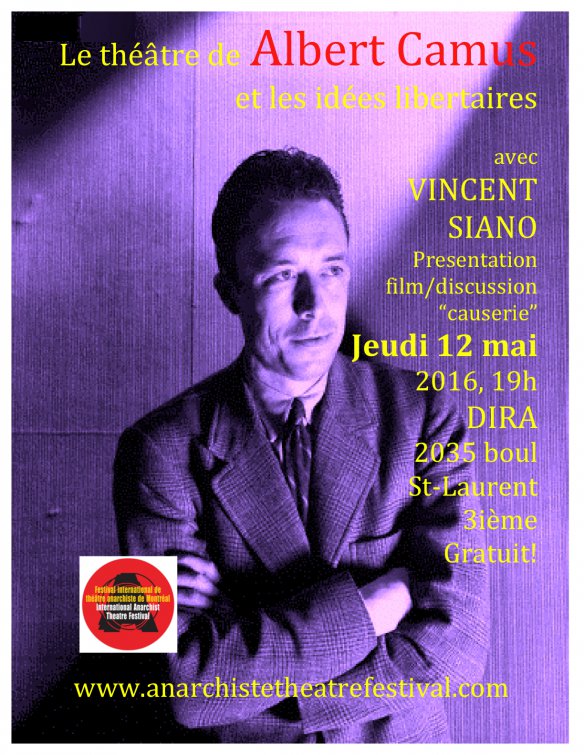 Le théâtre de Albert Camus
et les idées libertaires
avec
VINCENT
SIANO
Presentation
film/discussion
“causerie”
Jeudi 12 mai
2016, 19h
DIRA
2035 boul
St-Laurent
3ième
Gratuit!
Festival international de
théâtre anarchiste de Montréal
International Anarchist
Theatre Festival
www.anarchistetheatrefestival.com